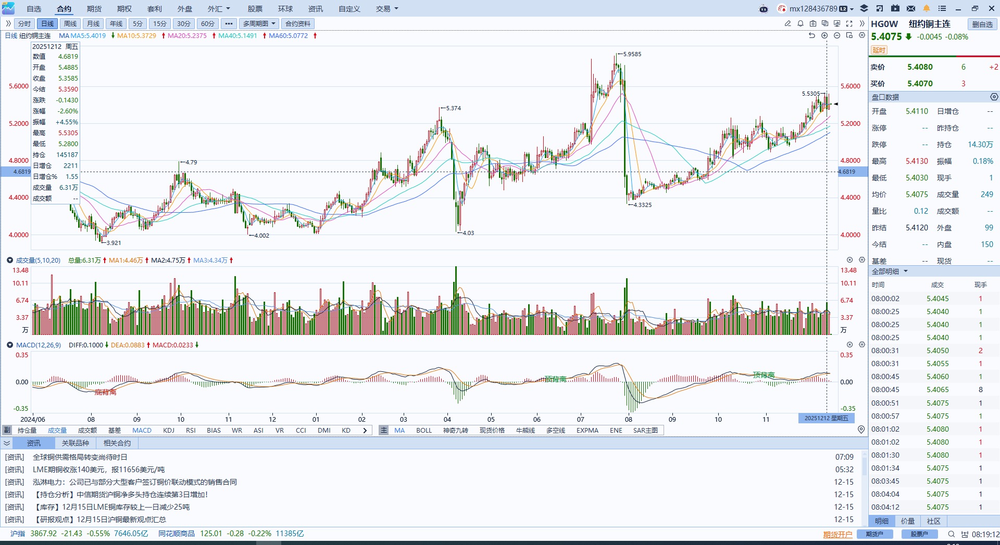 自选 合约 期货 期权 套利 外盘 外汇 股票 环球 资讯 自定义 交易 mx128436789 L2
分时 日线 周线 月线 年线 5分 15分 30分 60分 ••• 多周期图 合约资料
日线 纽约铜主连 MA MA5:5.4019 MA10:5.3729 MA20:5.2375 MA40:5.1491 MA60:5.0772
20251212 周五
数值 4.6819
开盘 5.4885
收盘 5.3585
今结 5.3590
涨跌 -0.1430
涨幅 -2.60%
振幅 +4.55%
最高 5.5305
最低 5.2800
持仓 145187
日增仓 2211
日增仓% 1.55
成交量 6.31万
成交额 --
5.6000 5.6000
5.2000 5.2000
4.8000 4.8000
4.6819 4.6819
4.4000 4.4000
4.0000 4.0000
5.9585
5.5305
5.374
4.79
4.3325
4.03
4.002
3.921
成交量(5,10,20) 总量:6.31万 MA1:4.46万 MA2:4.75万 MA3:4.34万
13.48 13.48
10.11 10.11
6.74 6.74
3.37 3.37
万 万
MACD(12,26,9) DIFF:0.1000 DEA:0.0883 MACD:0.0233
0.35 0.35
0.00 0.00
-0.35 -0.35
底背离 顶背离 顶背离
2024/06 08 09 10 11 12 01 02 03 04 05 06 07 08 09 10 11 20251212 星期五
副 持仓量 成交量 成交额 基差 MACD KDJ RSI BIAS WR ASI VR CCI DMI KD 主 MA BOLL 神奇九转 现货价格 牛能线 多空线 EXPMA ENE SAR主图
资讯 关联品种 相关合约
[资讯] 全球铜供需格局转变尚待时日 07:09
[资讯] LME期铜收涨140美元，报11656美元/吨 05:32
[资讯] 泓淋电力：公司已与部分大型客户签订铜价联动模式的销售合同 12-15
[资讯] 【持仓分析】中信期货沪铜净多头持仓连续第3日增加！ 12-15
[资讯] 【库存】12月15日LME铜库存较上一日减少25吨 12-15
[资讯] 【研报观点】12月15日沪铜最新观点汇总 12-15
沪指 3867.92 -21.43 -0.55% 7646.05亿 同花顺商品 125.01 -0.28 -0.22% 11385亿
期货开户 期货户 股票户 08:19:12
HG0W 纽约铜主连 删自选
5.4075 -0.0045 -0.08%
延时
卖价 5.4080 6 +2
买价 5.4070 3
盘口数据
开盘 5.4110 日增仓 --
涨停 -- 昨持仓 --
跌停 -- 持仓 14.30万
最高 5.4130 振幅 0.18%
最低 5.4030 现手 1
均价 5.4075 成交量 249
量比 0.12 成交额 --
昨结 5.4120 外盘 99
今结 -- 内盘 150
基差 -- 现货 --
全部明细
时间 成交 现手
08:00:02 5.4045 1
08:00:25 5.4040 1
08:00:25 5.4040 1
08:00:25 5.4040 1
08:00:31 5.4050 2
08:00:31 5.4055 1
08:00:45 5.4060 1
08:00:45 5.4065 8
08:00:51 5.4075 1
08:00:57 5.4075 1
08:01:02 5.4080 1
08:01:02 5.4080 1
08:01:30 5.4080 1
08:01:34 5.4075 1
08:03:45 5.4075 1
08:04:04 5.4075 1
08:04:12 5.4075 1
明细 价量 社区